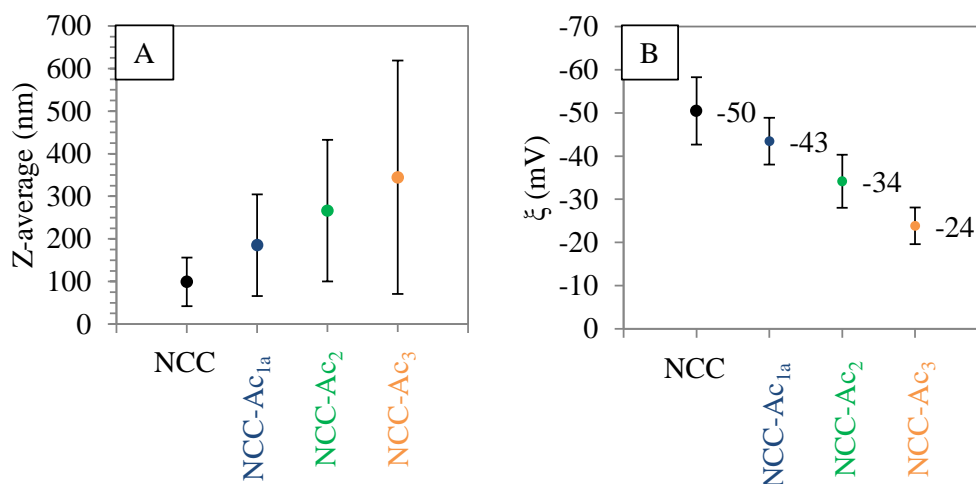 A
Z-average (nm)
700
600
500
400
300
200
100
0
NCC
NCC-Ac1a
NCC-Ac2
NCC-Ac3
B
ξ (mV)
-70
-60
-50
-40
-30
-20
-10
0
-50
-43
-34
-24
NCC
NCC-Ac1a
NCC-Ac2
NCC-Ac3